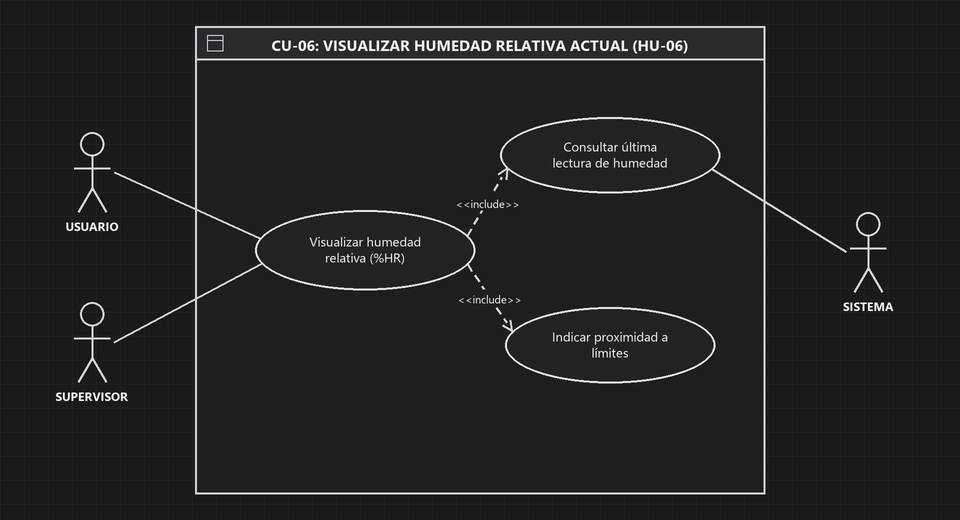 CU-06: VISUALIZAR HUMEDAD RELATIVA ACTUAL (HU-06)
Consultar última
lectura de humedad
<<include>>
USUARIO
Visualizar humedad
relativa (%HR)
<<include>>
SISTEMA
Indicar proximidad a
límites
SUPERVISOR